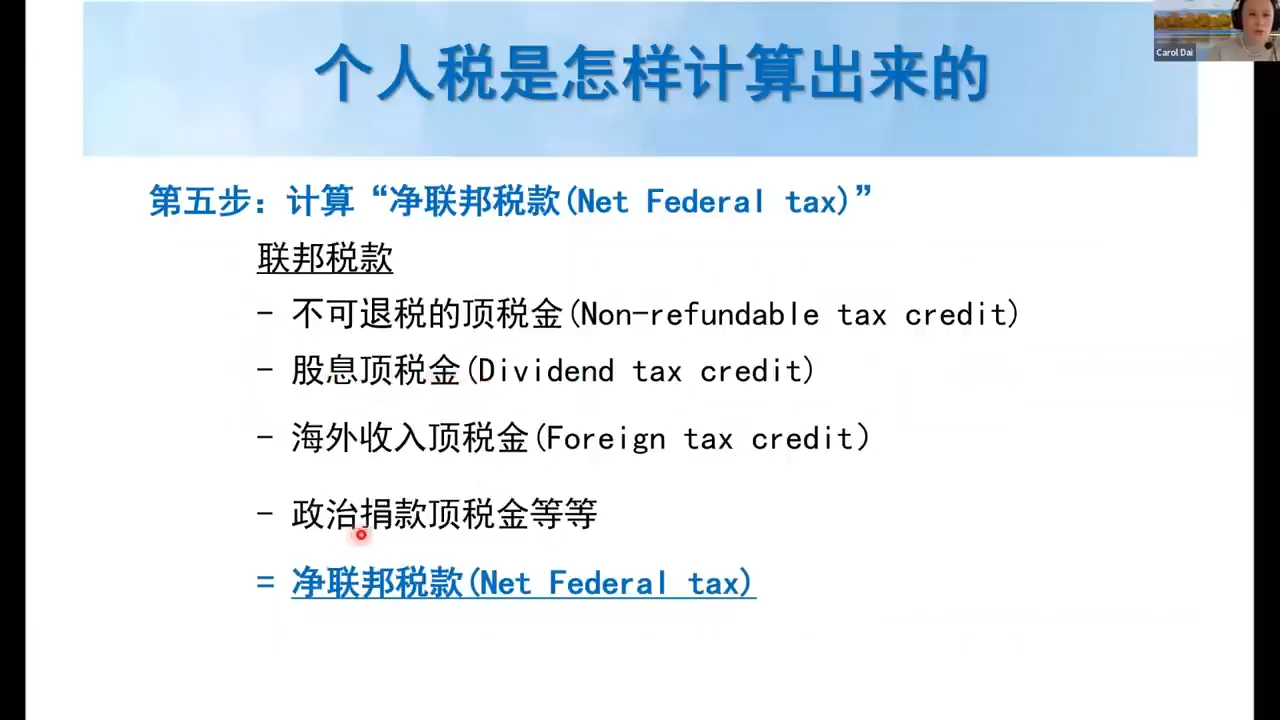 个人税是怎样计算出来的
Carol Dai
第五步：计算“净联邦税款(Net Federal tax)”
联邦税款
- 不可退税的顶税金(Non-refundable tax credit)
- 股息顶税金(Dividend tax credit)
- 海外收入顶税金(Foreign tax credit)
- 政治捐款顶税金等等
= 净联邦税款(Net Federal tax)